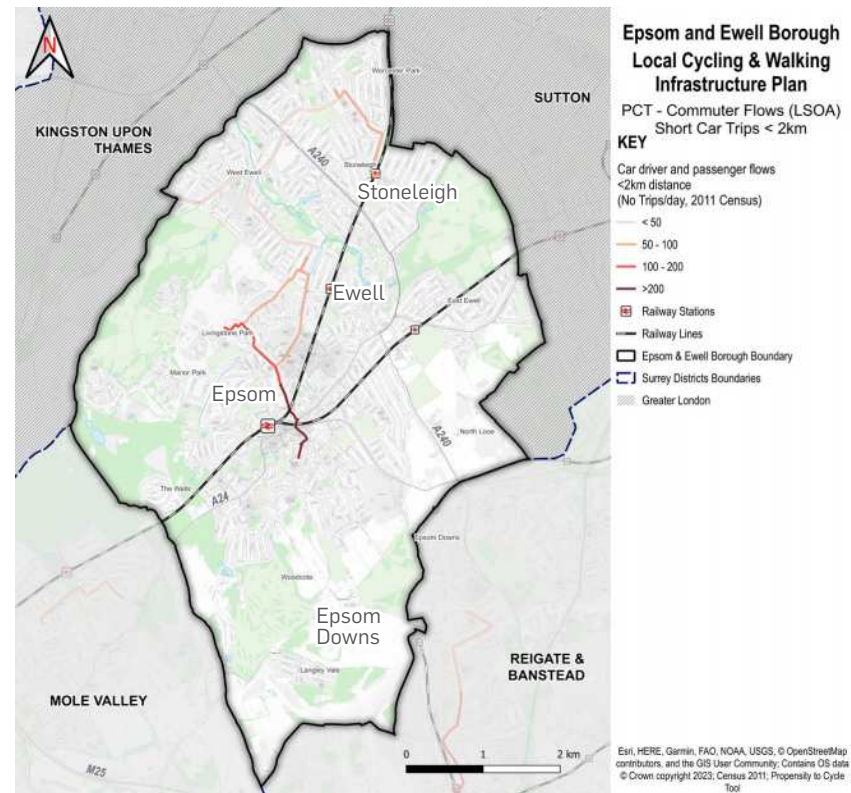 N
KINGSTON UPON
THAMES
SUTTON
Worcester Park
A240
Stoneleigh
Stoneleigh
West Ewell
Ewell
East Ewell
Livingstone Park
Manor Park
Epsom
A240
North Looe
The Wells
A24
Epsom Downs
Woodcote
Epsom
Downs
Langley Vale
MOLE VALLEY
REIGATE &
BANSTEAD
M25
0 1 2 km
Epsom and Ewell Borough
Local Cycling & Walking
Infrastructure Plan
PCT - Commuter Flows (LSOA)
Short Car Trips < 2km
KEY
Car driver and passenger flows
<2km distance
(No Trips/day, 2011 Census)
< 50
50 - 100
100 - 200
>200
Railway Stations
Railway Lines
Epsom & Ewell Borough Boundary
Surrey Districts Boundaries
Greater London
Esri, HERE, Garmin, FAO, NOAA, USGS, © OpenStreetMap
contributors, and the GIS User Community; Contains OS data
© Crown copyright 2023; Census 2011; Propensity to Cycle
Tool